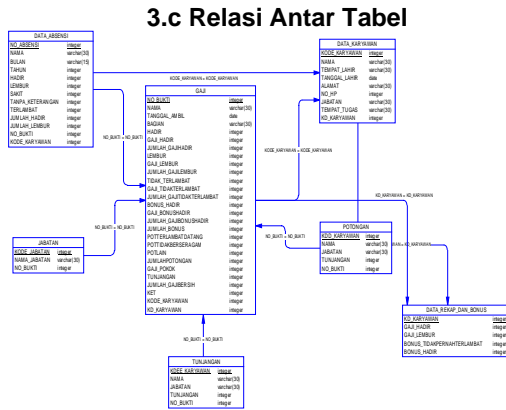 3.c Relasi Antar Tabel
DATA_ABSENSI
NO_ABSENSI integer
NAMA varchar(30)
BULAN varchar(15)
TAHUN integer
HADIR integer
LEMBUR integer
SAKIT integer
TANPA_KETERANGAN integer
TERLAMBAT integer
JUMLAH_HADIR integer
JUMLAH_LEMBUR integer
NO_BUKTI integer
KODE_KARYAWAN integer
DATA_KARYAWAN
KODE_KARYAWAN integer
NAMA varchar(30)
TEMPAT_LAHIR varchar(30)
TANGGAL_LAHIR date
ALAMAT varchar(30)
NO_HP integer
JABATAN varchar(30)
TEMPAT_TUGAS varchar(30)
KD_KARYAWAN integer
KODE_KARYAWAN = KODE_KARYAWAN
GAJI
NO_BUKTI integer
NAMA varchar(30)
TANGGAL_AMBIL date
BAGIAN varchar(30)
HADIR integer
GAJI_HADIR integer
JUMLAH_GAJIHADIR integer
LEMBUR integer
GAJI_LEMBUR integer
JUMLAH_GAJILEMBUR integer
TIDAK_TERLAMBAT integer
GAJI_TIDAKTERLAMBAT integer
JUMLAH_GAJITIDAKTERLAMBAT integer
BONUS_HADIR integer
GAJI_BONUSHADIR integer
JUMLAH_GAJIBONUSHADIR integer
JUMLAH_BONUS integer
POTTERLAMBATDATANG integer
POTTIDAKBERSERAGAM integer
POTLAIN integer
JUMLAHPOTONGAN integer
GAJI_POKOK integer
TUNJANGAN integer
JUMLAH_GAJIBERSIH integer
KET integer
KODE_KARYAWAN integer
KD_KARYAWAN integer
NO_BUKTI = NO_BUKTI
KODE_KARYAWAN = KODE_KARYAWAN
KD_KARYAWAN = KD_KARYAWAN
JABATAN
KODE_JABATAN integer
NAMA_JABATAN varchar(30)
NO_BUKTI integer
NO_BUKTI = NO_BUKTI
POTONGAN
KODE_KARYAWAN integer
NAMA varchar(30)
JABATAN varchar(30)
TUNJANGAN integer
NO_BUKTI integer
NO_BUKTI = NO_BUKTI
DATA_REKAP_DAN_BONUS
KD_KARYAWAN integer
GAJI_HADIR integer
GAJI_LEMBUR integer
BONUS_TIDAKPERNAHTERLAMBAT integer
BONUS_HADIR integer
NO_BUKTI = NO_BUKTI
TUNJANGAN
KDEE_KARYAWAN integer
NAMA varchar(30)
JABATAN varchar(30)
TUNJANGAN integer
NO_BUKTI integer